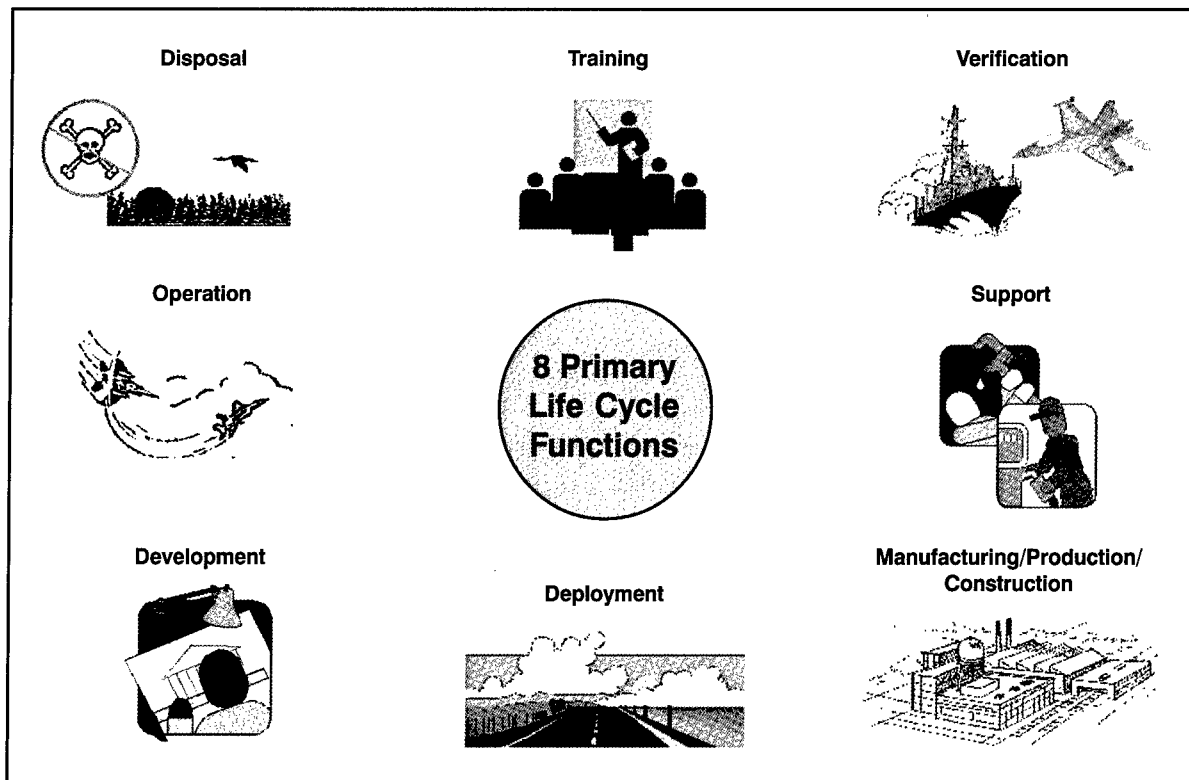 Disposal
Training
Verification
Operation
8 Primary
Life Cycle
Functions
Support
Development
Deployment
Manufacturing/Production/
Construction